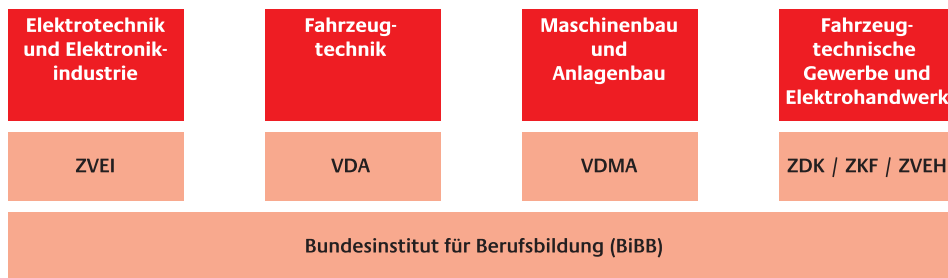 Elektrotechnik
und Elektronik-
industrie
Fahrzeug-
technik
Maschinenbau
und
Anlagenbau
Fahrzeug-
technische
Gewerbe und
Elektrohandwerk
ZVEI
VDA
VDMA
ZDK / ZKF / ZVEH
Bundesinstitut für Berufsbildung (BiBB)